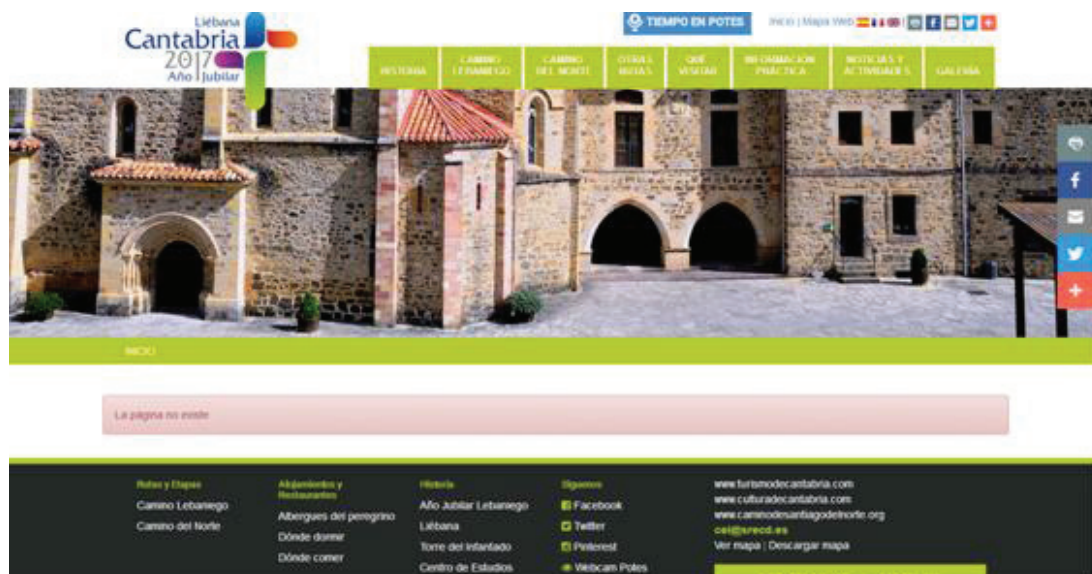 Liébana
Cantabria
2017
Año Jubilar
TIEMPO EN POTES
Inicio | Mapa Web
HISTORIA
CAMINO
LEBANIEGO
CAMINO
DEL NORTE
OTRAS
RUTAS
QUÉ
VISITAR
INFORMACIÓN
PRÁCTICA
NOTICIAS Y
ACTIVIDADES
GALERÍA
INICIO
La página no existe
Rutas y Etapas
Camino Lebaniego
Camino del Norte
Alojamientos y
Restaurantes
Albergues del peregrino
Dónde dormir
Dónde comer
Historia
Año Jubilar Lebaniego
Liébana
Torre del Infantado
Centro de Estudios
Síguenos
Facebook
Twitter
Pinterest
Webcam Potes
www.turismodecantabria.com
www.culturadecantabria.com
www.caminodesantiagodelnorte.org
cei@srecd.es
Ver mapa | Descargar mapa